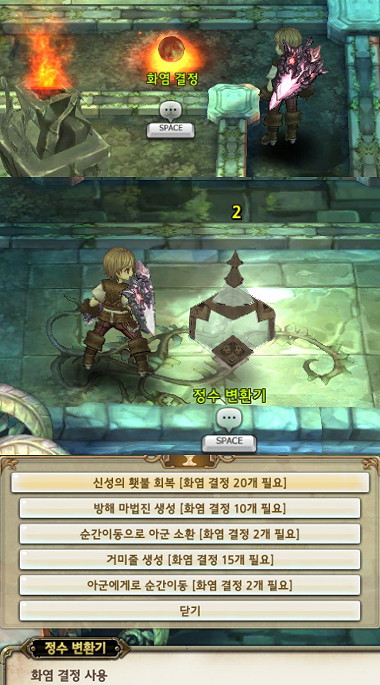 화염 결정
SPACE
2
정수 변환기
SPACE
신성의 횃불 회복 [화염 결정 20개 필요]
방해 마법진 생성 [화염 결정 10개 필요]
순간이동으로 아군 소환 [화염 결정 2개 필요]
거미줄 생성 [화염 결정 15개 필요]
아군에게로 순간이동 [화염 결정 2개 필요]
닫기
정수 변환기
화염 결정 사용